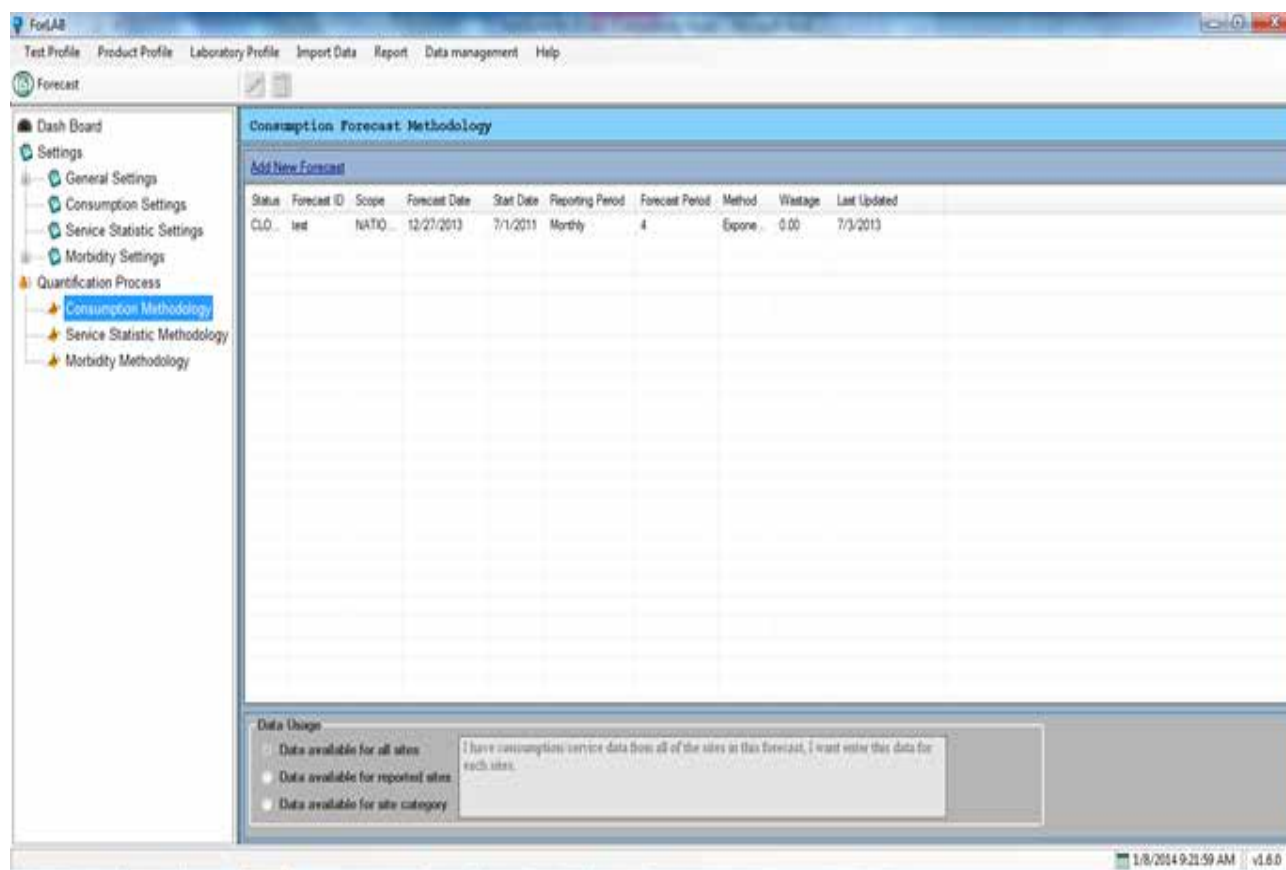 ForLAB
Test Profile Product Profile Laboratory Profile Import Data Report Data management Help
Forecast
Dash Board
Settings
General Settings
Consumption Settings
Service Statistic Settings
Morbidity Settings
Quantification Process
Consumption Methodology
Service Statistic Methodology
Morbidity Methodology
Consumption Forecast Methodology
Add New Forecast
Status Forecast ID Scope Forecast Date Start Date Reporting Period Forecast Period Method Wastage Last Updated
CLO... test NATIO... 12/27/2013 7/1/2011 Monthly 4 Expone... 0.00 7/3/2013
Data Usage
Data available for all sites
Data available for reported sites
Data available for site category
I have consumption/service data from all of the sites in this forecast, I want enter this data for
each sites.
1/8/2014 9:21:59 AM v1.6.0